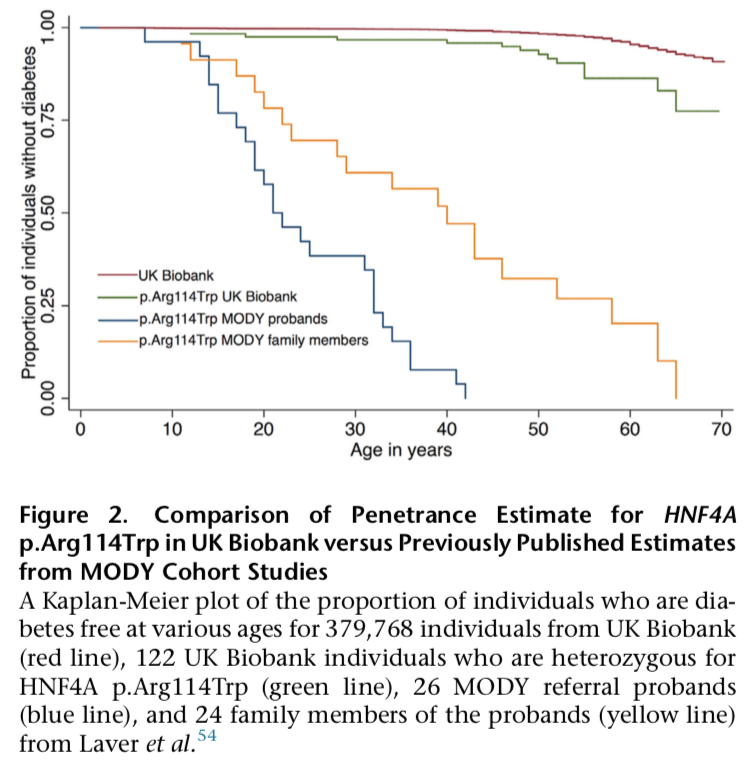 Proportion of individuals without diabetes
1.00
0.75
0.50
0.25
0.00
UK Biobank
p.Arg114Trp UK Biobank
p.Arg114Trp MODY probands
p.Arg114Trp MODY family members
0 10 20 30 40 50 60 70
Age in years
Figure 2. Comparison of Penetrance Estimate for HNF4A
p.Arg114Trp in UK Biobank versus Previously Published Estimates
from MODY Cohort Studies
A Kaplan-Meier plot of the proportion of individuals who are dia-
betes free at various ages for 379,768 individuals from UK Biobank
(red line), 122 UK Biobank individuals who are heterozygous for
HNF4A p.Arg114Trp (green line), 26 MODY referral probands
(blue line), and 24 family members of the probands (yellow line)
from Laver et al.54